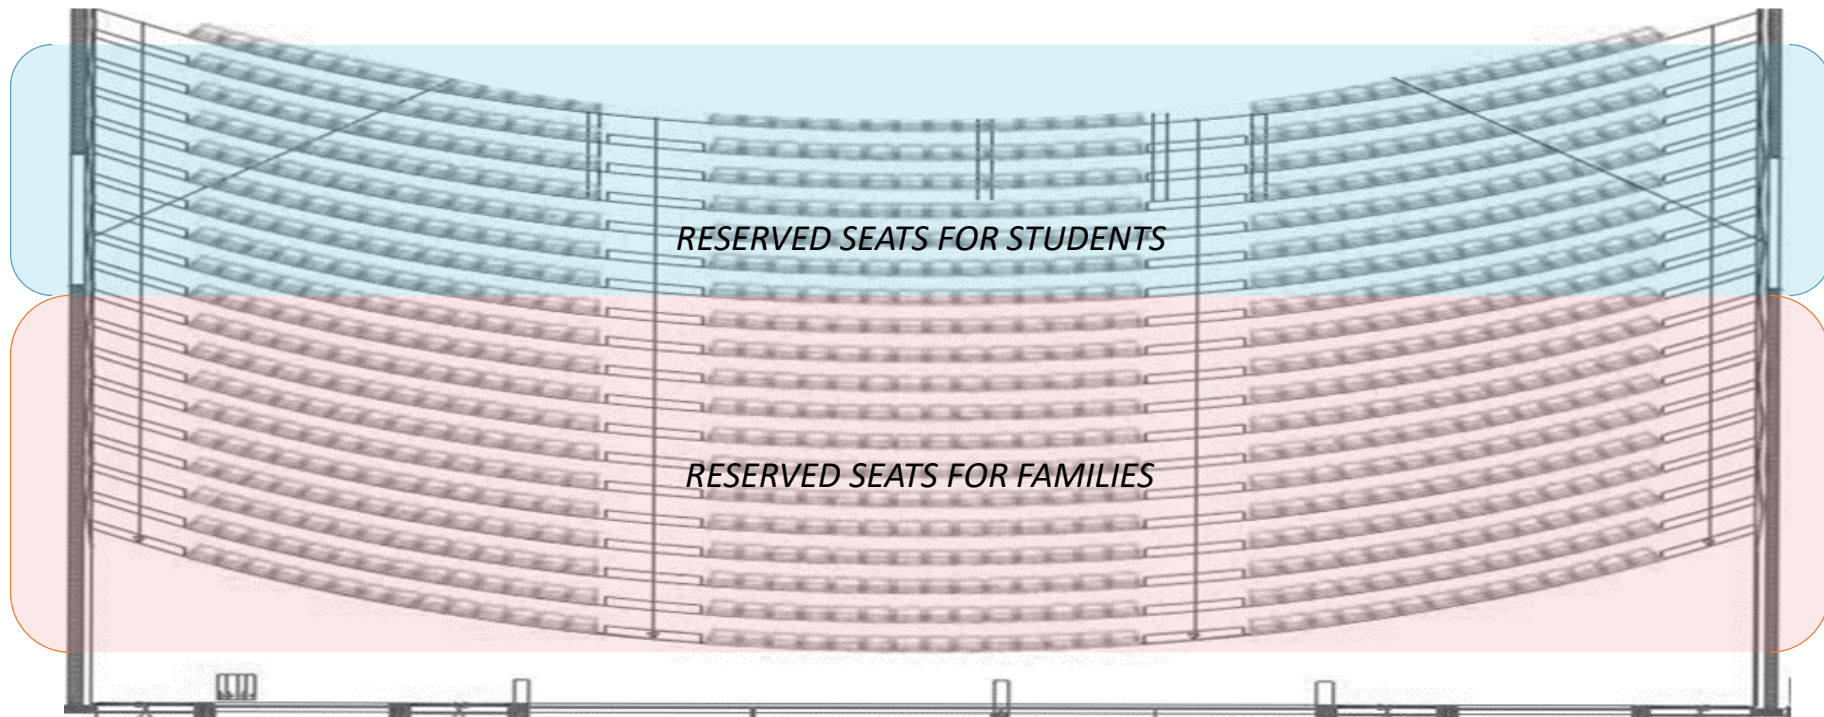 RESERVED SEATS FOR STUDENTS
RESERVED SEATS FOR FAMILIES